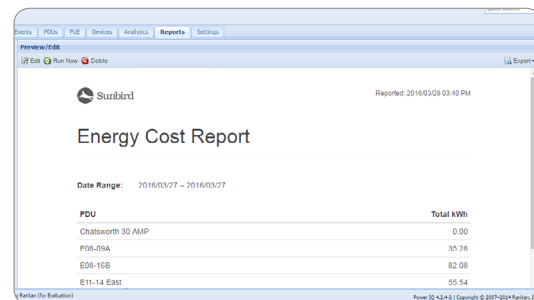 Quick Search
Events PDUs PUE Devices Analytics Reports Settings
Preview/Edit
Edit Run Now Delete Export
Sunbird Reported: 2016/03/29 03:40 PM
Energy Cost Report
Date Range: 2016/03/27 – 2016/03/27
PDU Total kWh
Chatsworth 30 AMP 0.00
E08-09A 35.28
E08-16B 82.08
E11-14 East 55.54
Raritan (for Evaluation) Power IQ 4.2.4-2 | Copyright © 2007-2014 Raritan, I